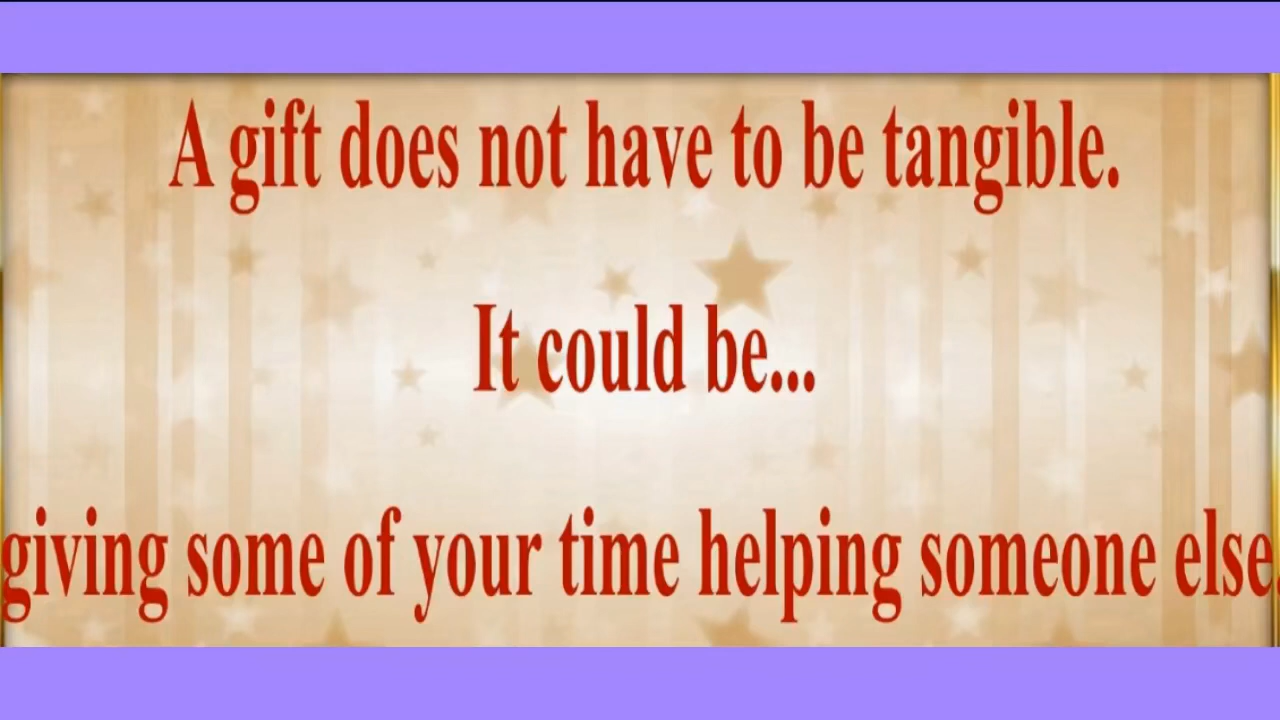 A gift does not have to be tangible.
It could be...
giving some of your time helping someone else.